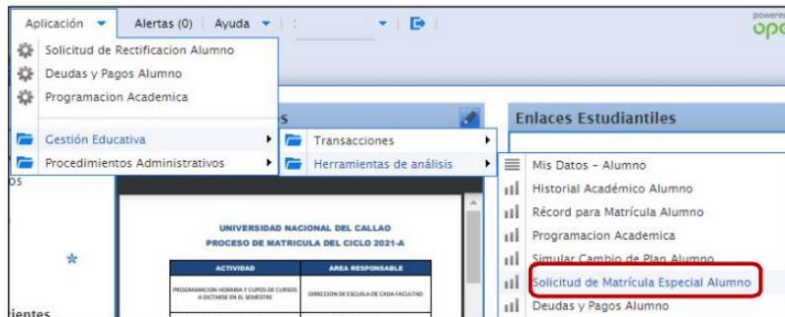 Aplicación
Alertas (0)
Ayuda
powered
ope
Solicitud de Rectificacion Alumno
Deudas y Pagos Alumno
Programacion Academica
Gestión Educativa
Procedimientos Administrativos
Transacciones
Herramientas de análisis
Enlaces Estudiantiles
Mis Datos - Alumno
Historial Académico Alumno
Récord para Matrícula Alumno
Programacion Academica
Simular Cambio de Plan Alumno
Solicitud de Matrícula Especial Alumno
Deudas y Pagos Alumno
UNIVERSIDAD NACIONAL DEL CALLAO
PROCESO DE MATRICULA DEL CICLO 2021-A
ACTIVIDAD
AREA RESPONSABLE
PROGRAMACION HORARIA Y CUPOS DE CURSOS
A DICTARSE EN EL SEMESTRE
DIRECCION DE ESCUELA DE CADA FACULTAD
*
ientes